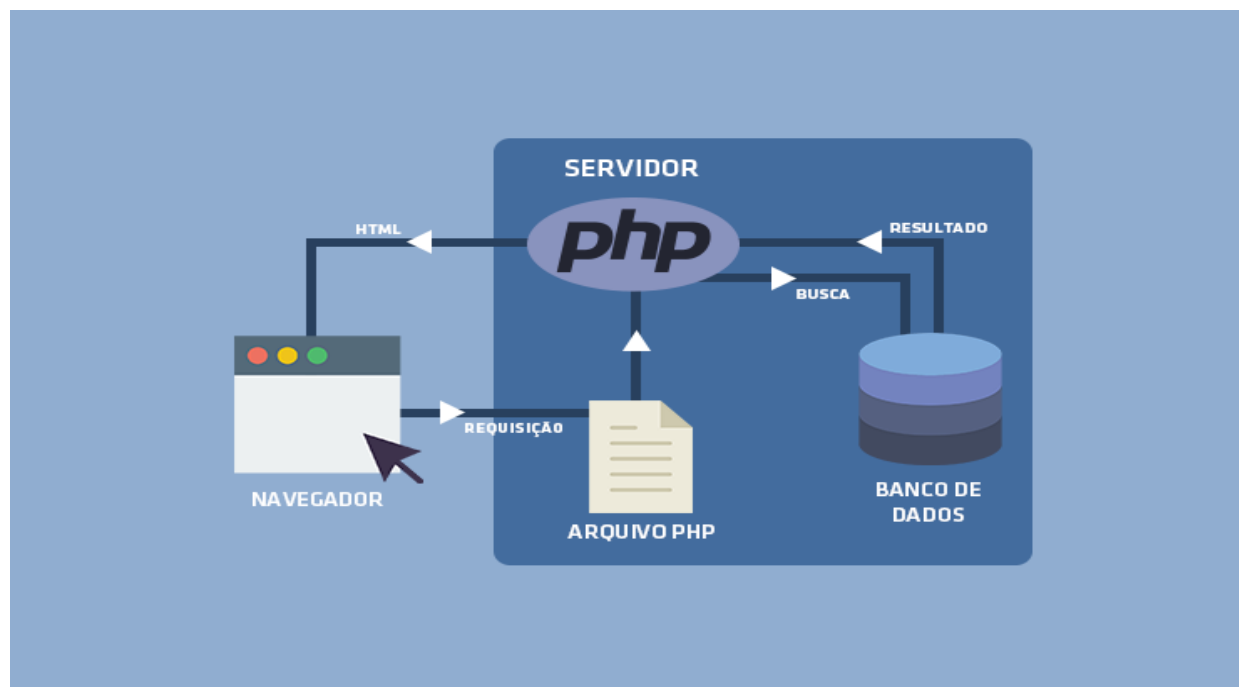 SERVIDOR
php
HTML
RESULTADO
BUSCA
REQUISIÇÃO
NAVEGADOR
ARQUIVO PHP
BANCO DE
DADOS